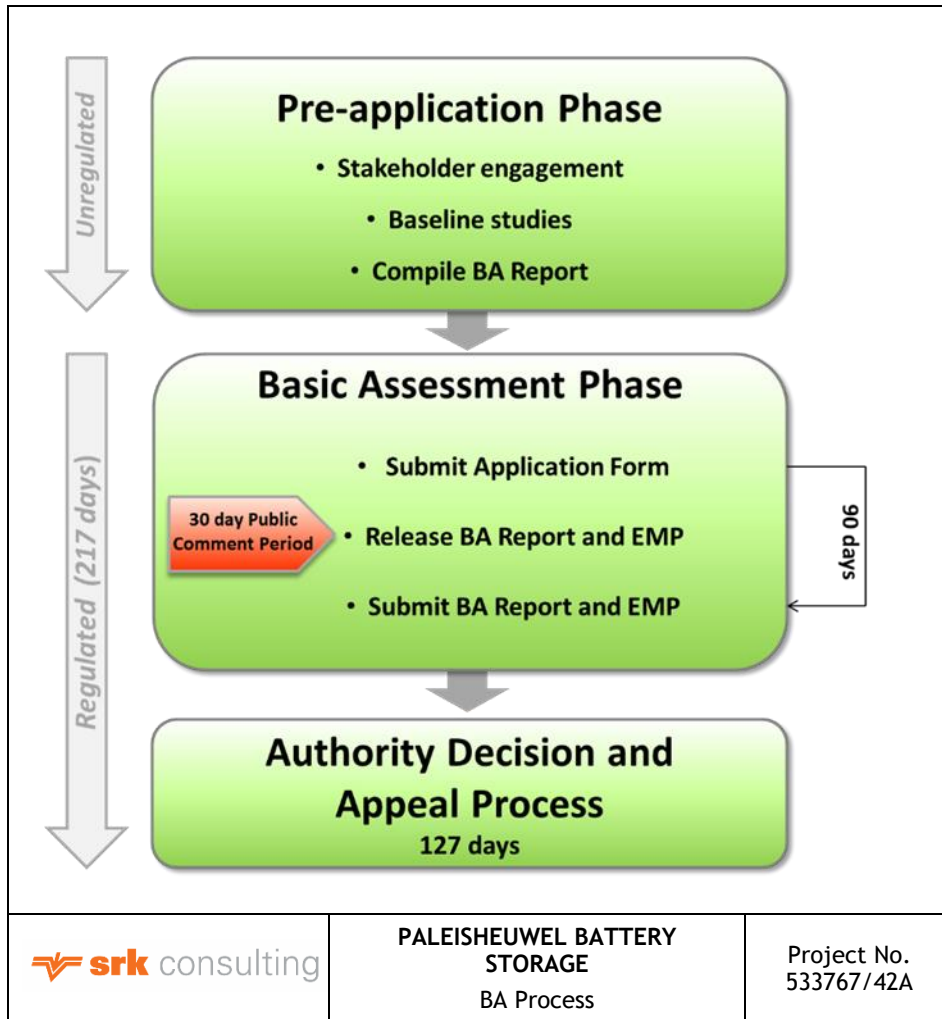 Unregulated
Pre-application Phase
• Stakeholder engagement
• Baseline studies
• Compile BA Report
Regulated (217 days)
Basic Assessment Phase
• Submit Application Form
30 day Public
Comment Period
• Release BA Report and EMP
• Submit BA Report and EMP
90 days
Authority Decision and
Appeal Process
127 days
srk consulting
PALEISHEUWEL BATTERY
STORAGE
BA Process
Project No.
533767/42A